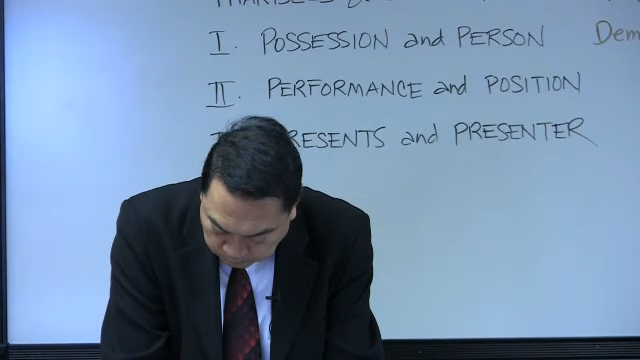 I. POSSESSION and PERSON Dem
II. PERFORMANCE and POSITION
RESENTS and PRESENTER